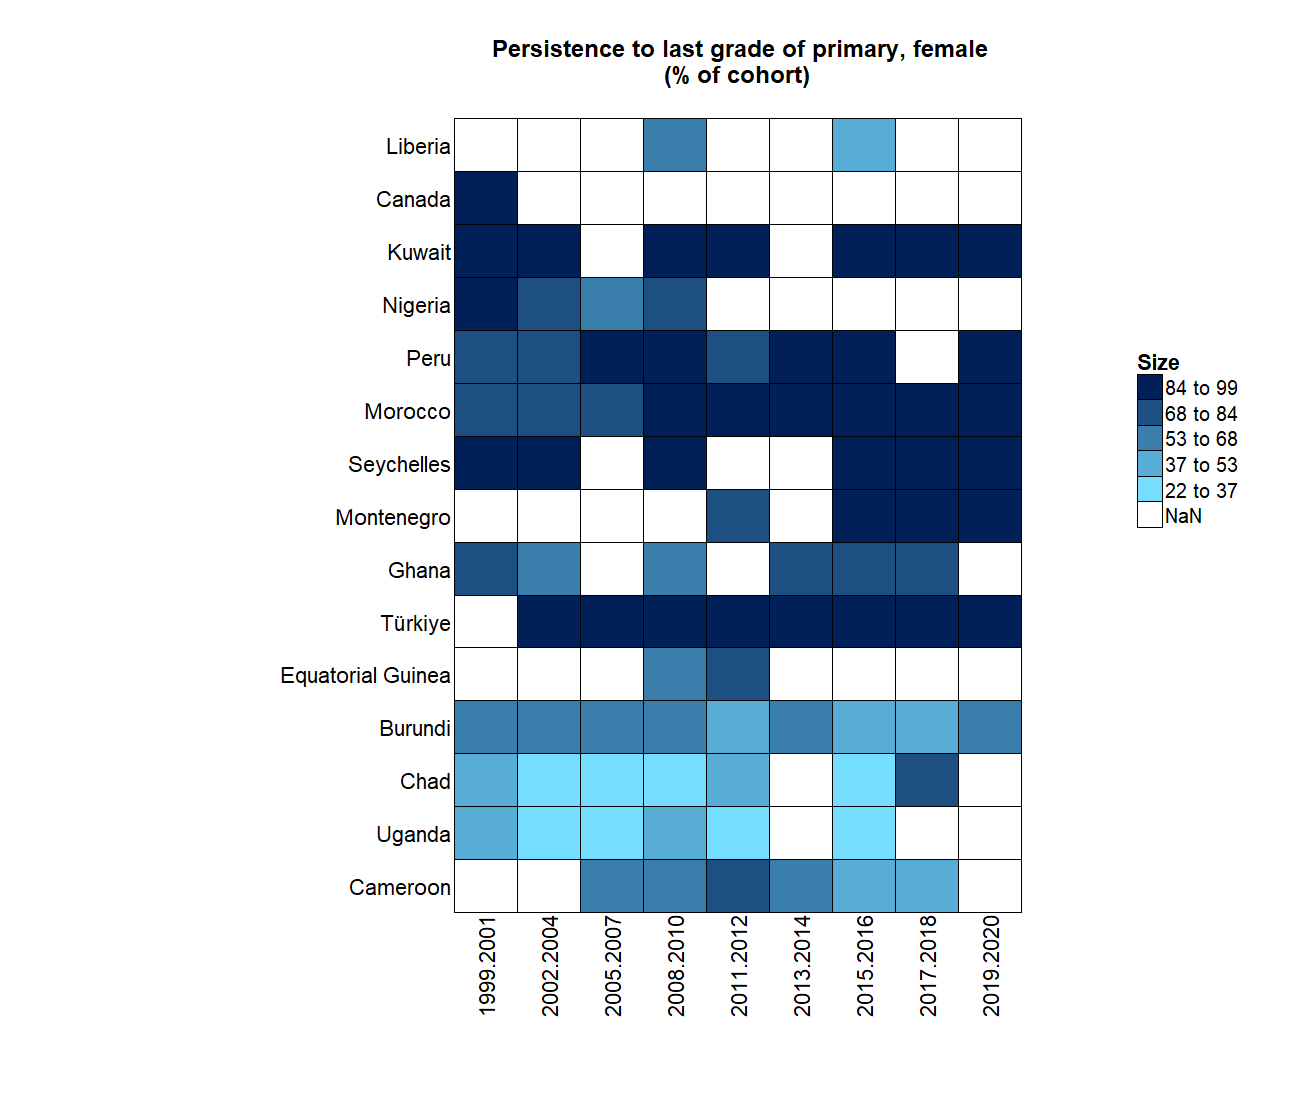 Persistence to last grade of primary, female
(% of cohort)
Liberia
Canada
Kuwait
Nigeria
Peru
Morocco
Seychelles
Montenegro
Ghana
Türkiye
Equatorial Guinea
Burundi
Chad
Uganda
Cameroon
1999.2001
2002.2004
2005.2007
2008.2010
2011.2012
2013.2014
2015.2016
2017.2018
2019.2020
Size
84 to 99
68 to 84
53 to 68
37 to 53
22 to 37
NaN